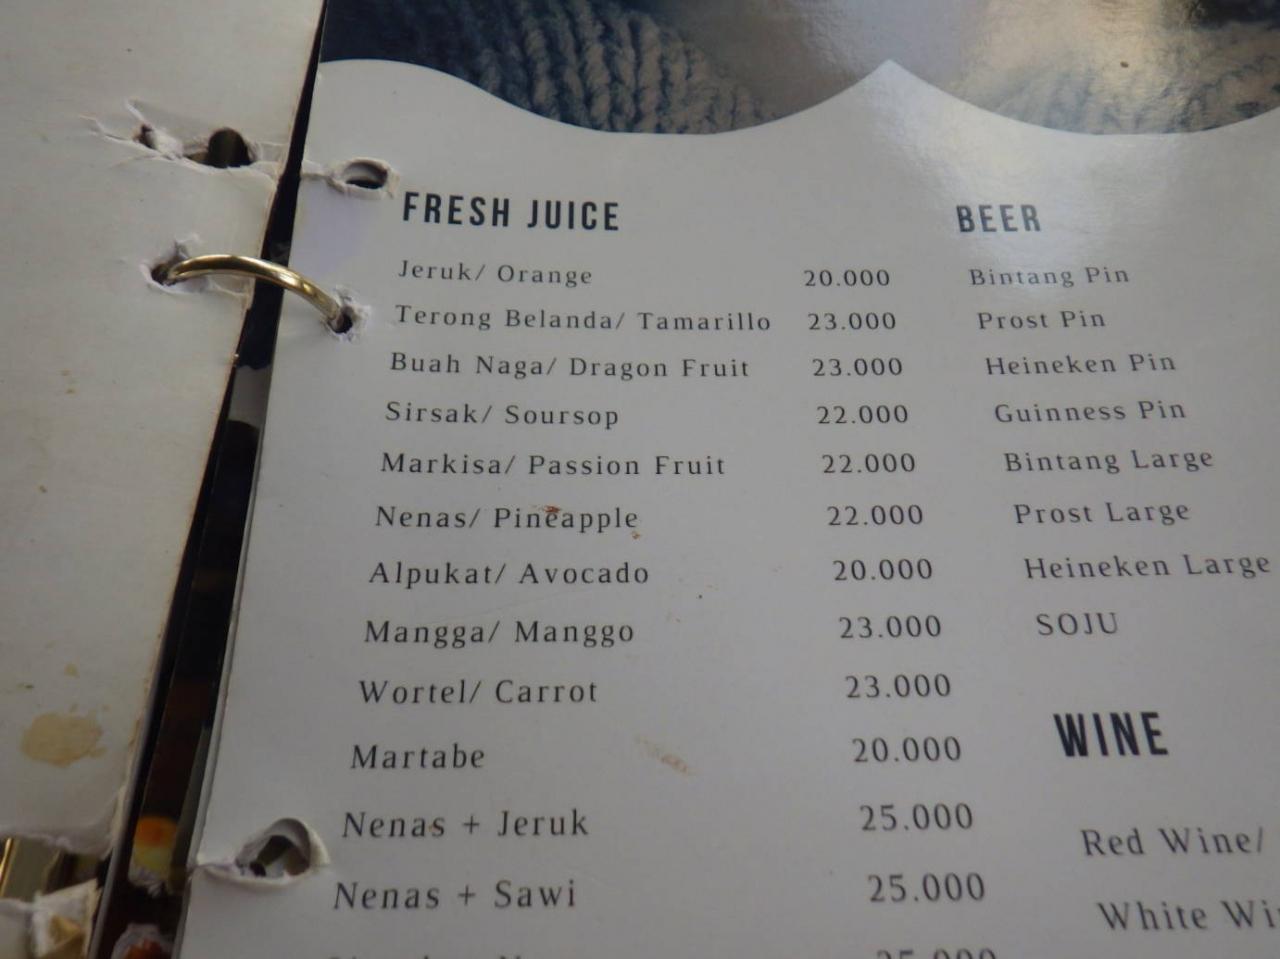 FRESH JUICE
Jeruk/ Orange 20.000
Terong Belanda/ Tamarillo 23.000
Buah Naga/ Dragon Fruit 23.000
Sirsak/ Soursop 22.000
Markisa/ Passion Fruit 22.000
Nenas/ Pineapple 22.000
Alpukat/ Avocado 20.000
Mangga/ Manggo 23.000
Wortel/ Carrot 23.000
Martabe 20.000
Nenas + Jeruk 25.000
Nenas + Sawi 25.000
BEER
Bintang Pin
Prost Pin
Heineken Pin
Guinness Pin
Bintang Large
Prost Large
Heineken Large
SOJU
WINE
Red Wine/
White